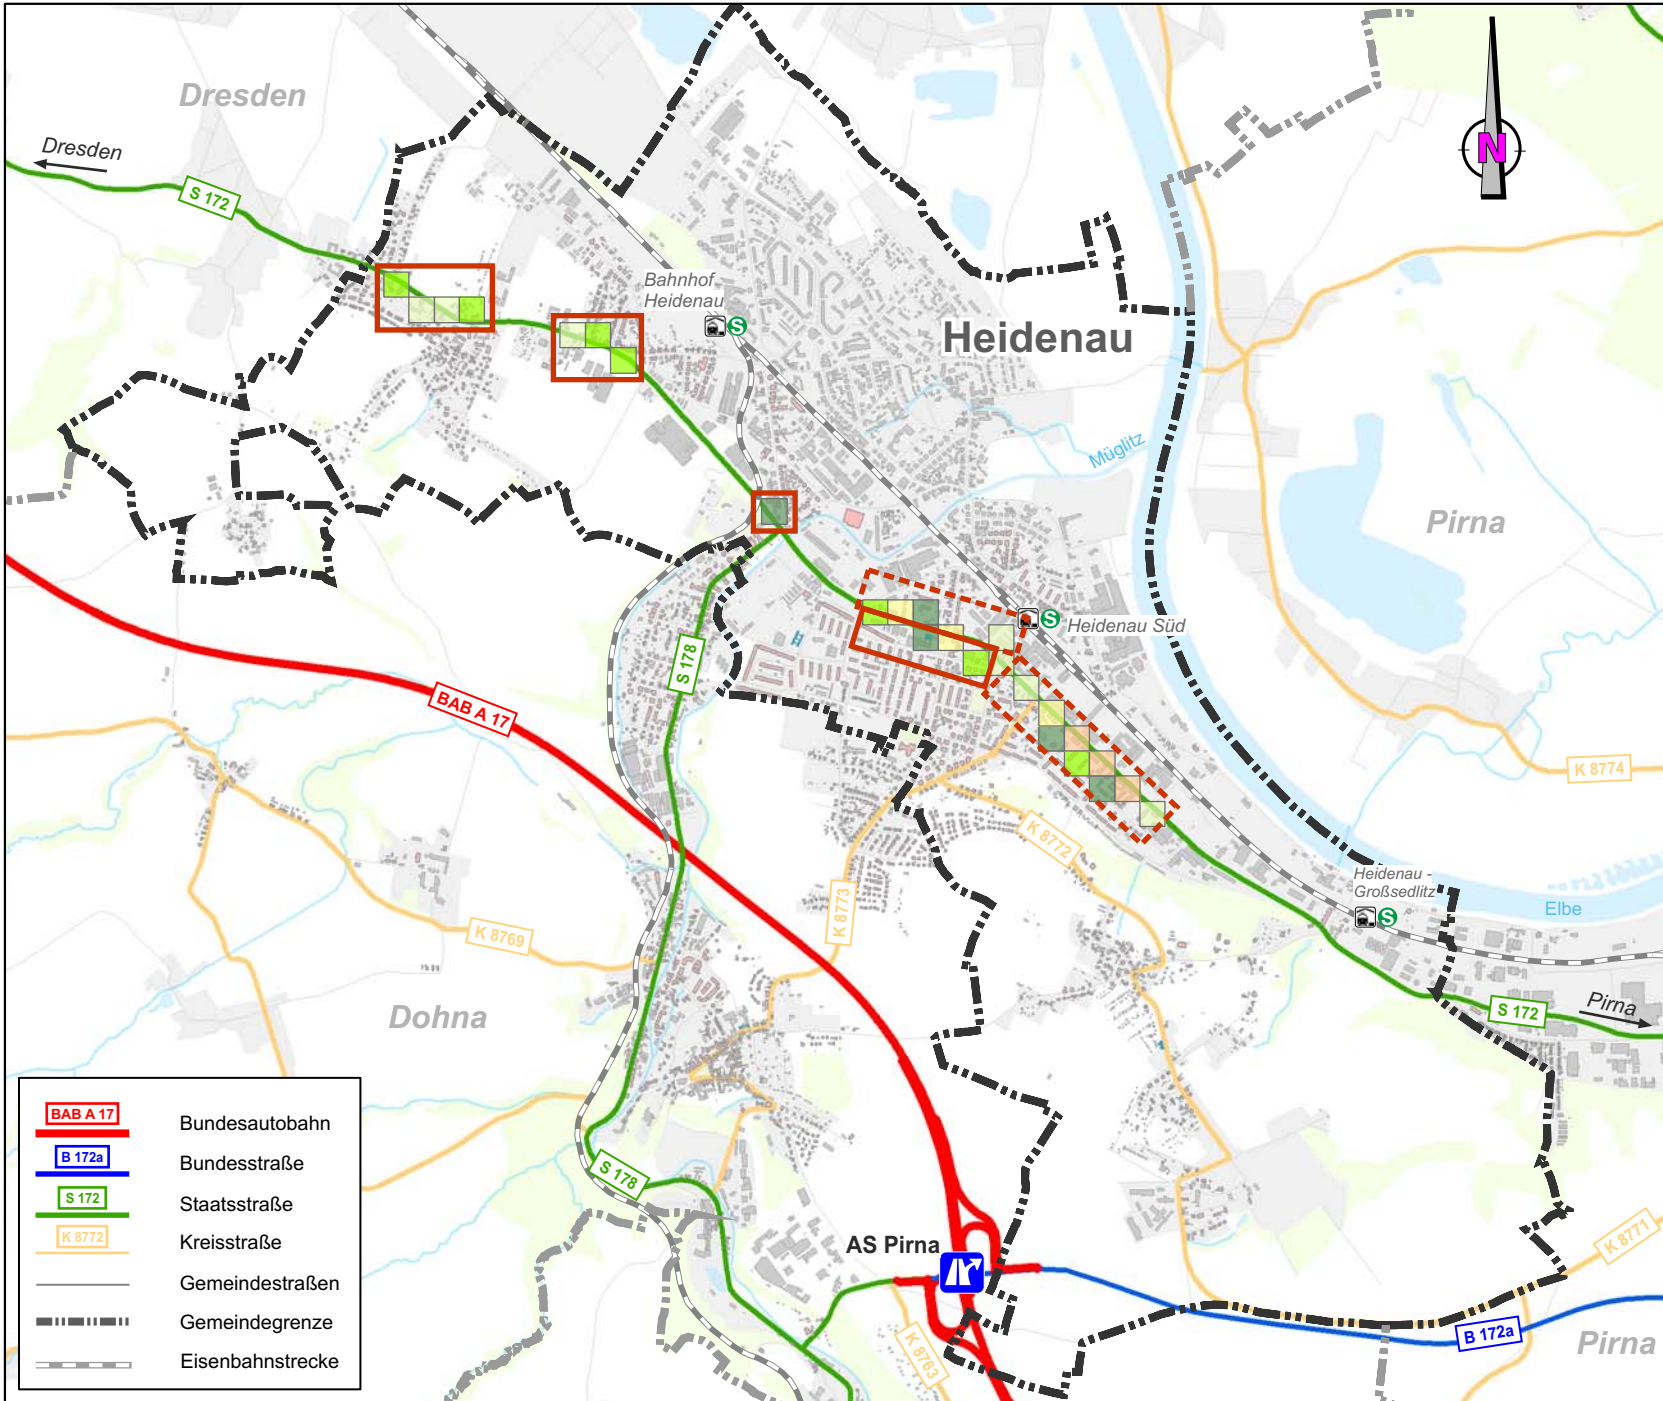 Dresden
Dresden
S 172
N
Bahnhof
Heidenau
S
Heidenau
Müglitz
Pirna
S
Heidenau Süd
S 178
BAB A 17
K 8774
K 8772
K 8773
Heidenau -
Großsedlitz
S
Elbe
K 8769
Dohna
S 172
Pirna
BAB A 17
Bundesautobahn
B 172a
Bundesstraße
S 172
Staatsstraße
K 8772
Kreisstraße
Gemeindestraßen
Gemeindegrenze
Eisenbahnstrecke
S 178
AS Pirna
K 8771
K 8763
B 172a
Pirna